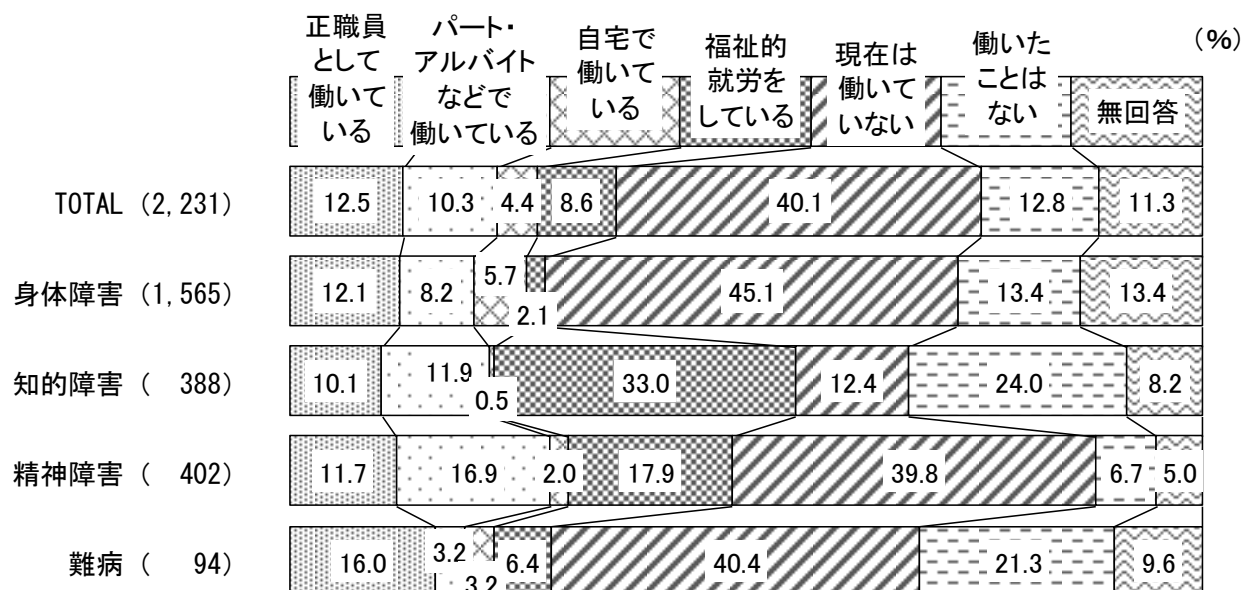 正職員
として
働いて
いる
パート・
アルバイト
などで
働いている
自宅で
働いて
いる
福祉的
就労を
している
現在は
働いて
いない
働いた
ことは
ない
無回答
(%)
TOTAL (2,231) 12.5 10.3 4.4 8.6 40.1 12.8 11.3
身体障害 (1,565) 12.1 8.2 5.7 2.1 45.1 13.4 13.4
知的障害 ( 388) 10.1 11.9 0.5 33.0 12.4 24.0 8.2
精神障害 ( 402) 11.7 16.9 2.0 17.9 39.8 6.7 5.0
難病 ( 94) 16.0 3.2 3.2 6.4 40.4 21.3 9.6